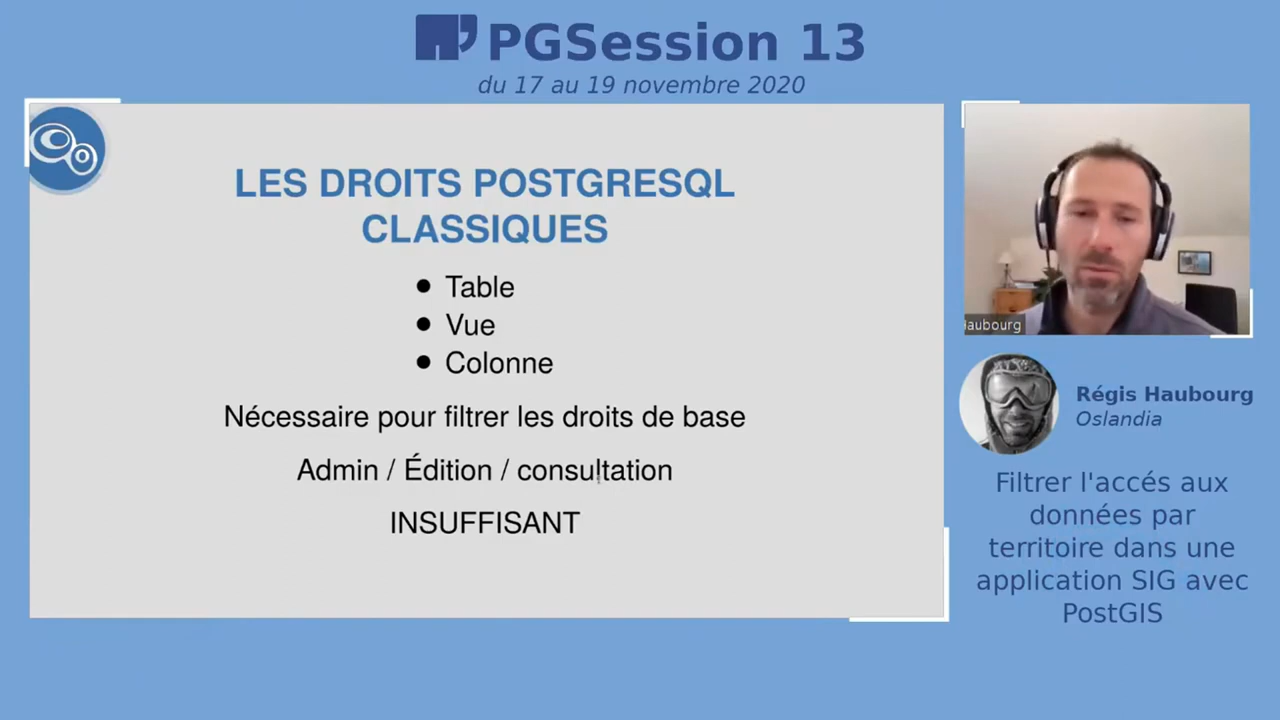 PGSession 13
du 17 au 19 novembre 2020
LES DROITS POSTGRESQL
CLASSIQUES
Table
Vue
Colonne
Nécessaire pour filtrer les droits de base
Admin / Édition / consultation
INSUFFISANT
Haubourg
Régis Haubourg
Oslandia
Filtrer l'accés aux
données par
territoire dans une
application SIG avec
PostGIS